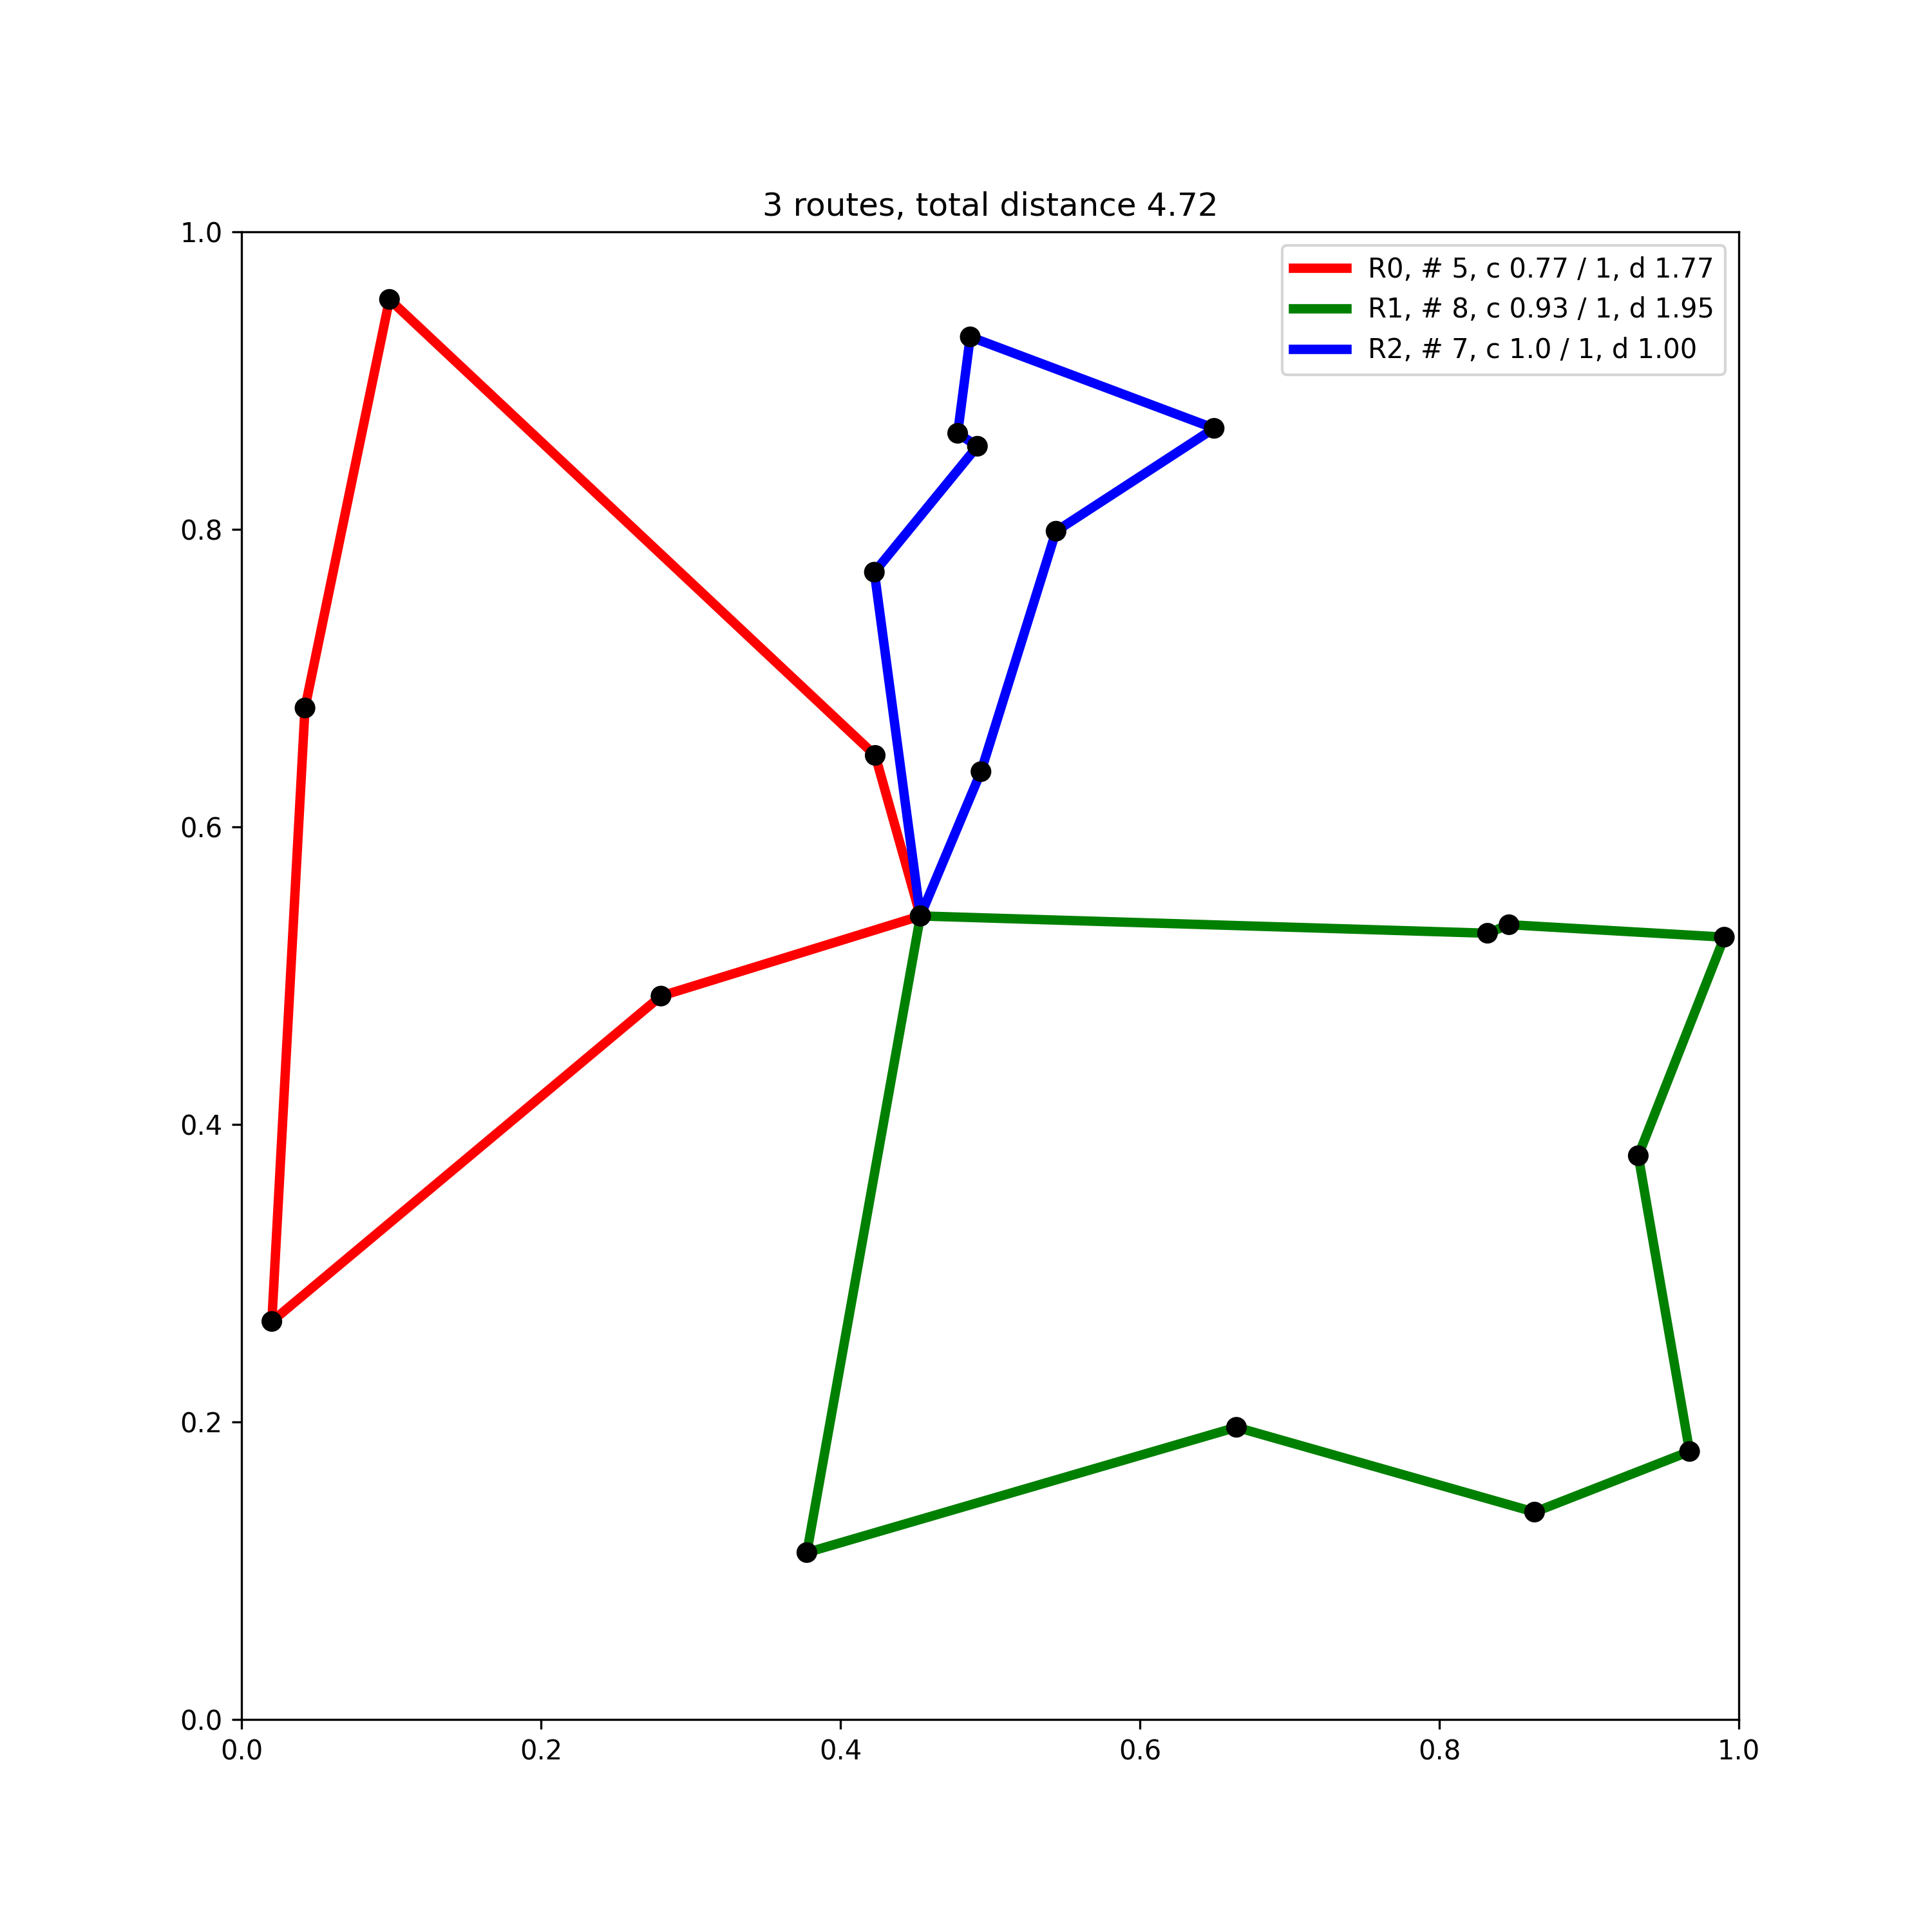 3 routes, total distance 4.72
R0, # 5, c 0.77 / 1, d 1.77
R1, # 8, c 0.93 / 1, d 1.95
R2, # 7, c 1.0 / 1, d 1.00
1.0
0.8
0.6
0.4
0.2
0.0
0.0 0.2 0.4 0.6 0.8 1.0